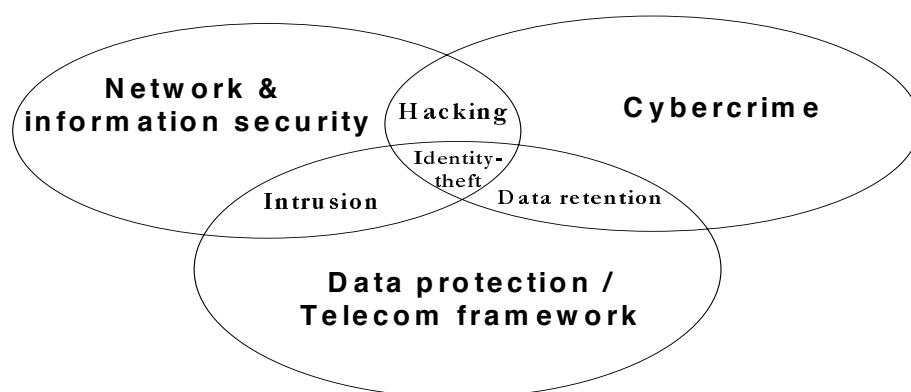 Network &
information security
Hacking
Cybercrime
Identity-
theft
Intrusion
Data retention
Data protection /
Telecom framework